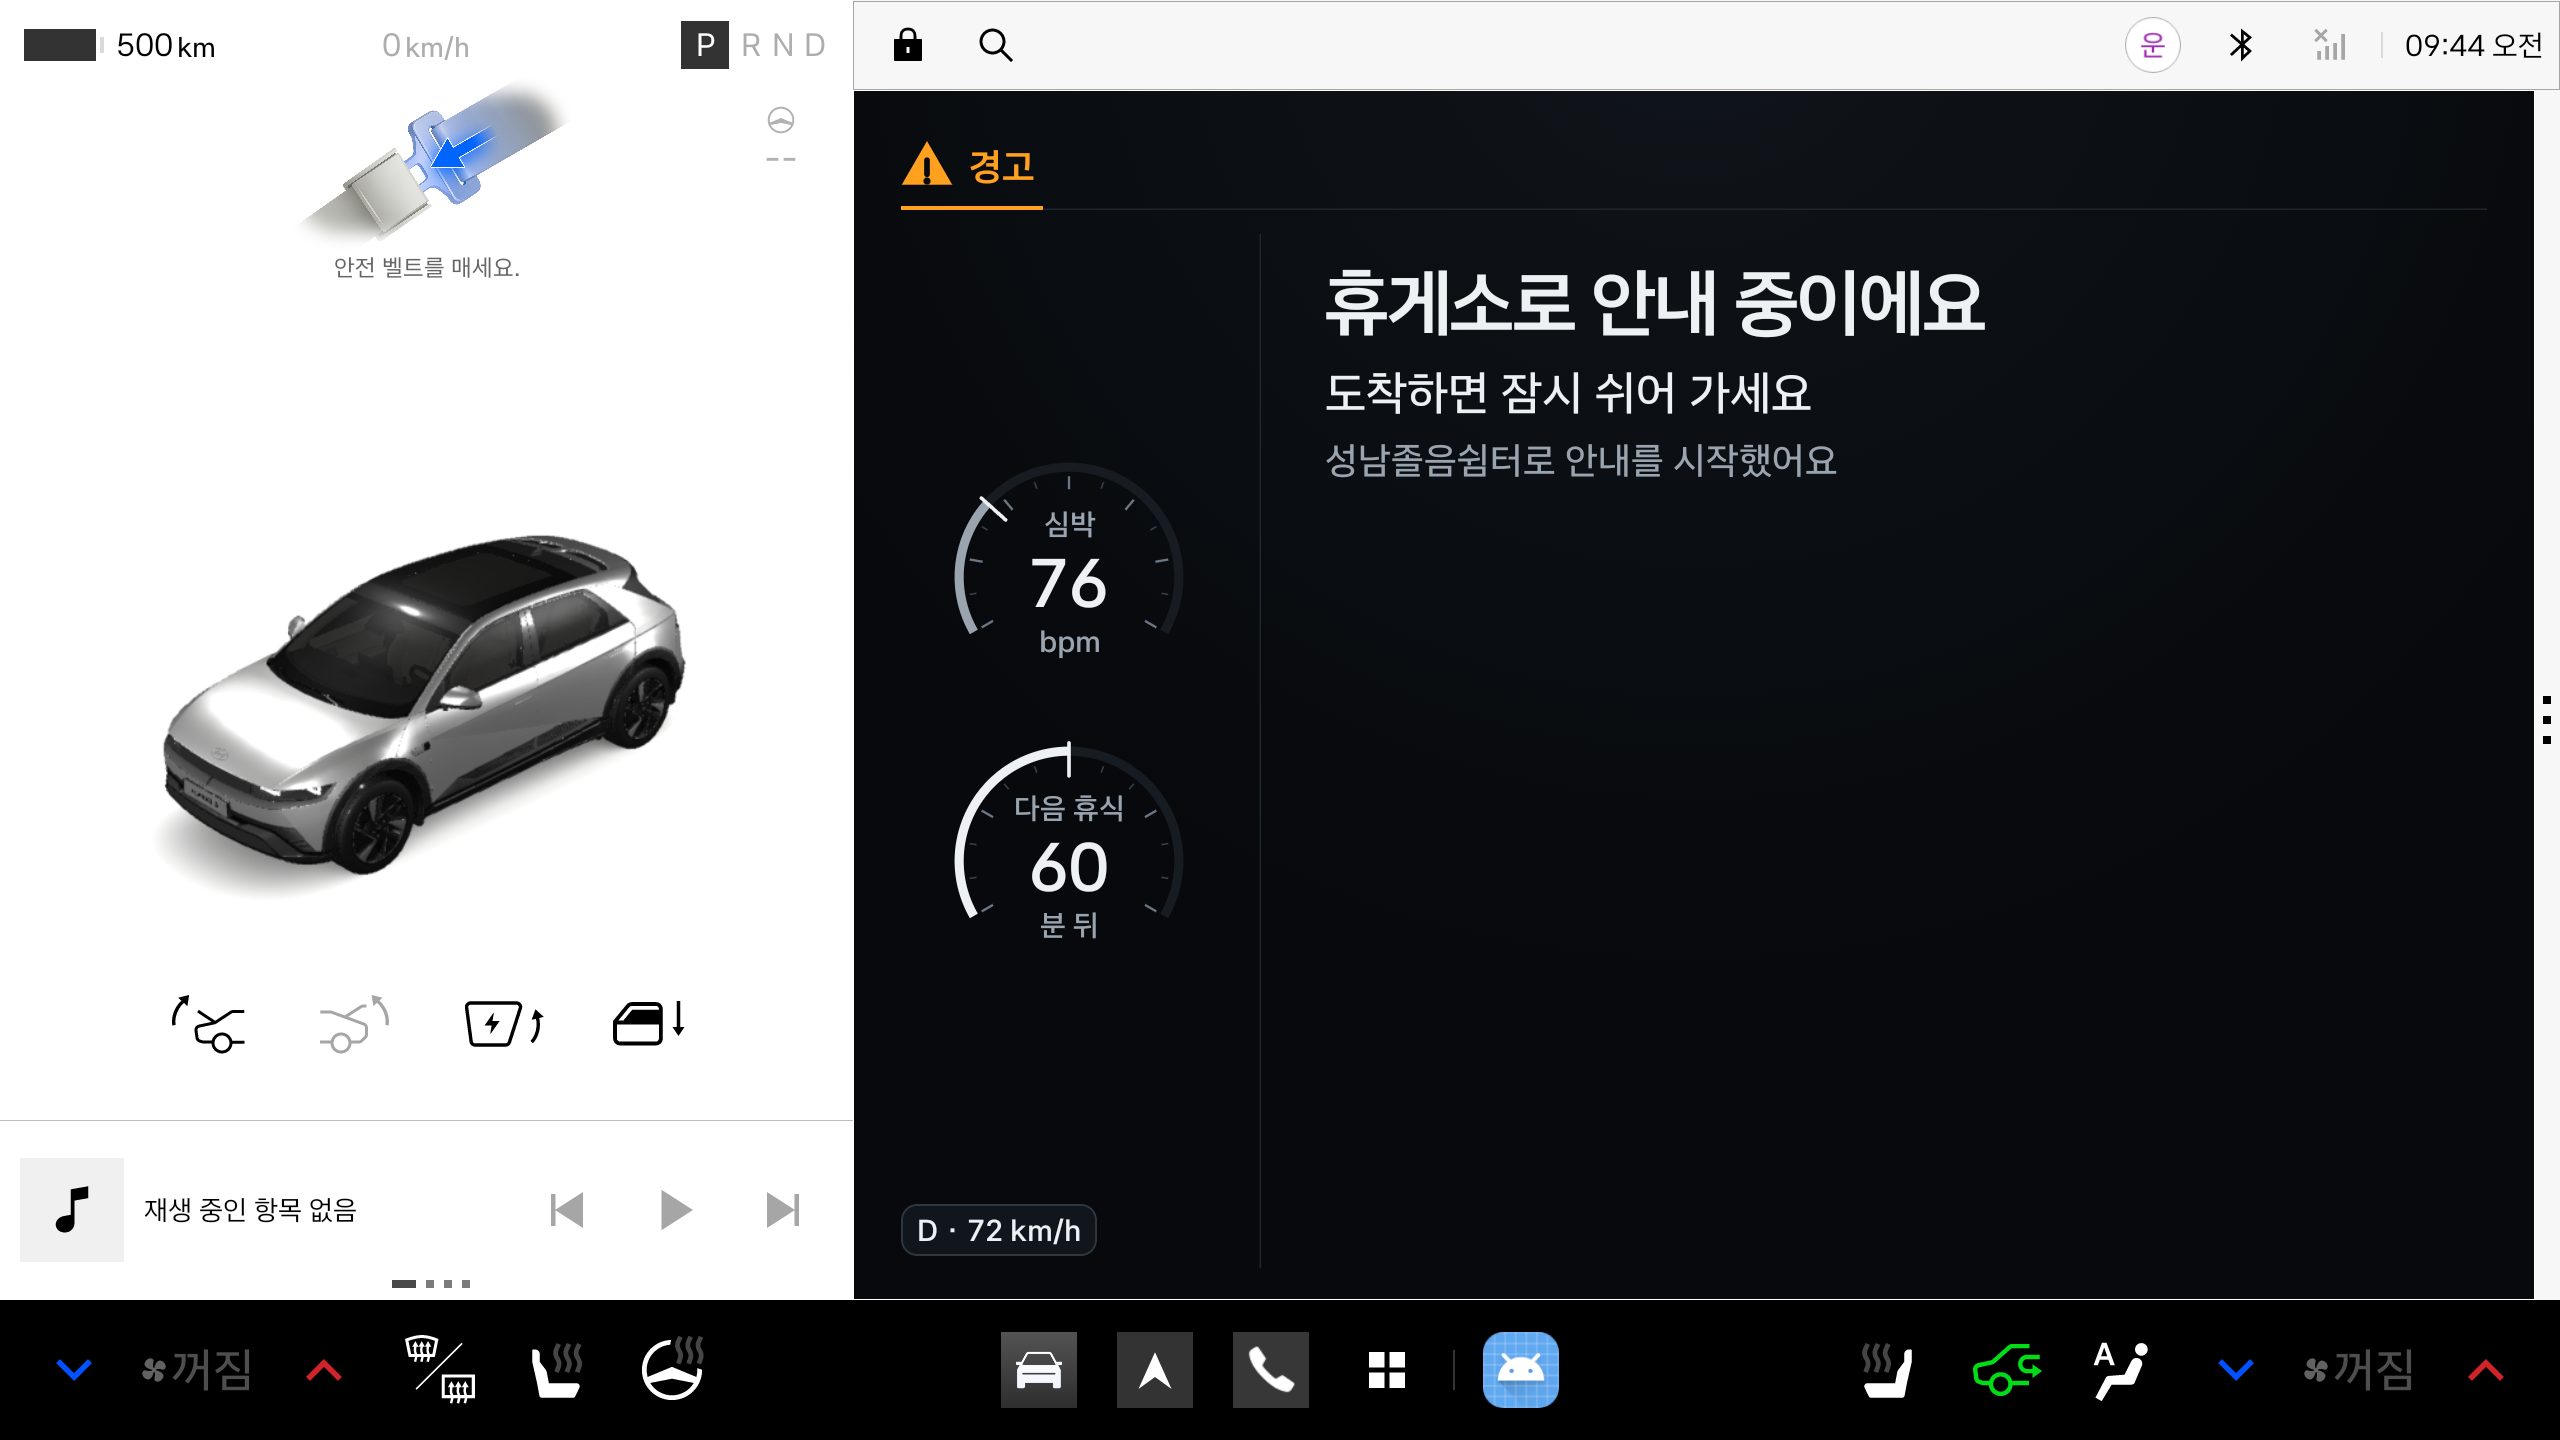 500 km
0 km/h
P R N D
안전 벨트를 매세요.
재생 중인 항목 없음
운
09:44 오전
경고
휴게소로 안내 중이에요
도착하면 잠시 쉬어 가세요
성남졸음쉼터로 안내를 시작했어요
심박
76
bpm
다음 휴식
60
분 뒤
D · 72 km/h
꺼짐
A
꺼짐